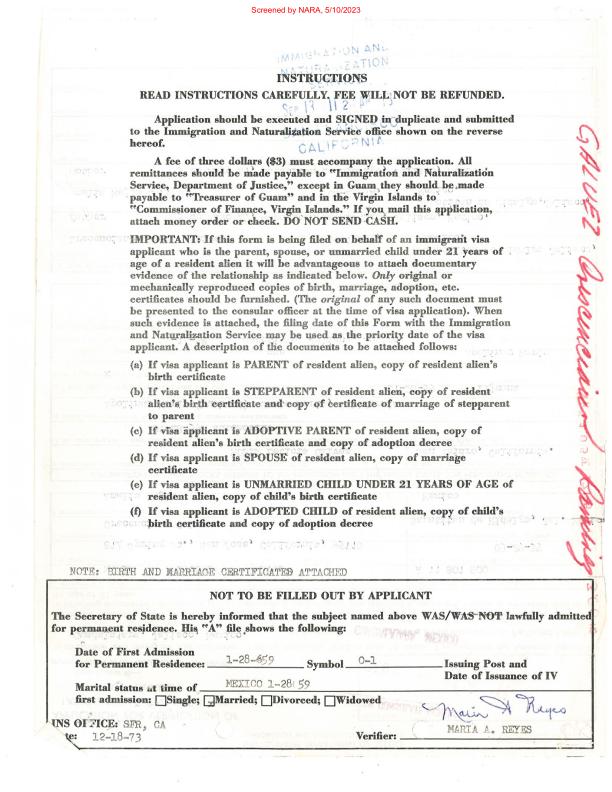 Screened by NARA, 5/10/2023
IMMIGRATION AND
NATURALIZATION
INSTRUCTIONS
READ INSTRUCTIONS CAREFULLY. FEE WILL NOT BE REFUNDED.
SEP 13
Application should be executed and SIGNED in duplicate and submitted
to the Immigration and Naturalization Service office shown on the reverse
hereof.
CALIFORNIA
A fee of three dollars ($3) must accompany the application. All
remittances should be made payable to "Immigration and Naturalization
Service, Department of Justice," except in Guam they should be made
payable to "Treasurer of Guam" and in the Virgin Islands to
"Commissioner of Finance, Virgin Islands." If you mail this application,
attach money order or check. DO NOT SEND CASH.
IMPORTANT: If this form is being filed on behalf of an immigrant visa
applicant who is the parent, spouse, or unmarried child under 21 years of
age of a resident alien it will be advantageous to attach documentary
evidence of the relationship as indicated below. Only original or
mechanically reproduced copies of birth, marriage, adoption, etc.
certificates should be furnished. (The original of any such document must
be presented to the consular officer at the time of visa application). When
such evidence is attached, the filing date of this Form with the Immigration
and Naturalization Service may be used as the priority date of the visa
applicant. A description of the documents to be attached follows:
(a) If visa applicant is PARENT of resident alien, copy of resident alien's
birth certificate
(b) If visa applicant is STEPPARENT of resident alien, copy of resident
alien's birth certificate and copy of certificate of marriage of stepparent
to parent
(c) If visa applicant is ADOPTIVE PARENT of resident alien, copy of
resident alien's birth certificate and copy of adoption decree
(d) If visa applicant is SPOUSE of resident alien, copy of marriage
certificate
(e) If visa applicant is UNMARRIED CHILD UNDER 21 YEARS OF AGE of
resident alien, copy of child's birth certificate
(f) If visa applicant is ADOPTED CHILD of resident alien, copy of child's
birth certificate and copy of adoption decree
GALVEZ
NOTE: BIRTH AND MARRIAGE CERTIFICATED ATTACHED
NOT TO BE FILLED OUT BY APPLICANT
The Secretary of State is hereby informed that the subject named above WAS/WAS NOT lawfully admitted
for permanent residence. His "A" file shows the following:
Date of First Admission
for Permanent Residence: 1-28-659 Symbol 0-1 Issuing Post and
Date of Issuance of IV
Marital status at time of MEXICO 1-28 59
first admission: Single; Married; Divorced; Widowed
Maria A Reyes
INS OFFICE: SFR, CA MARIA A. REYES
te: 12-18-73 Verifier: